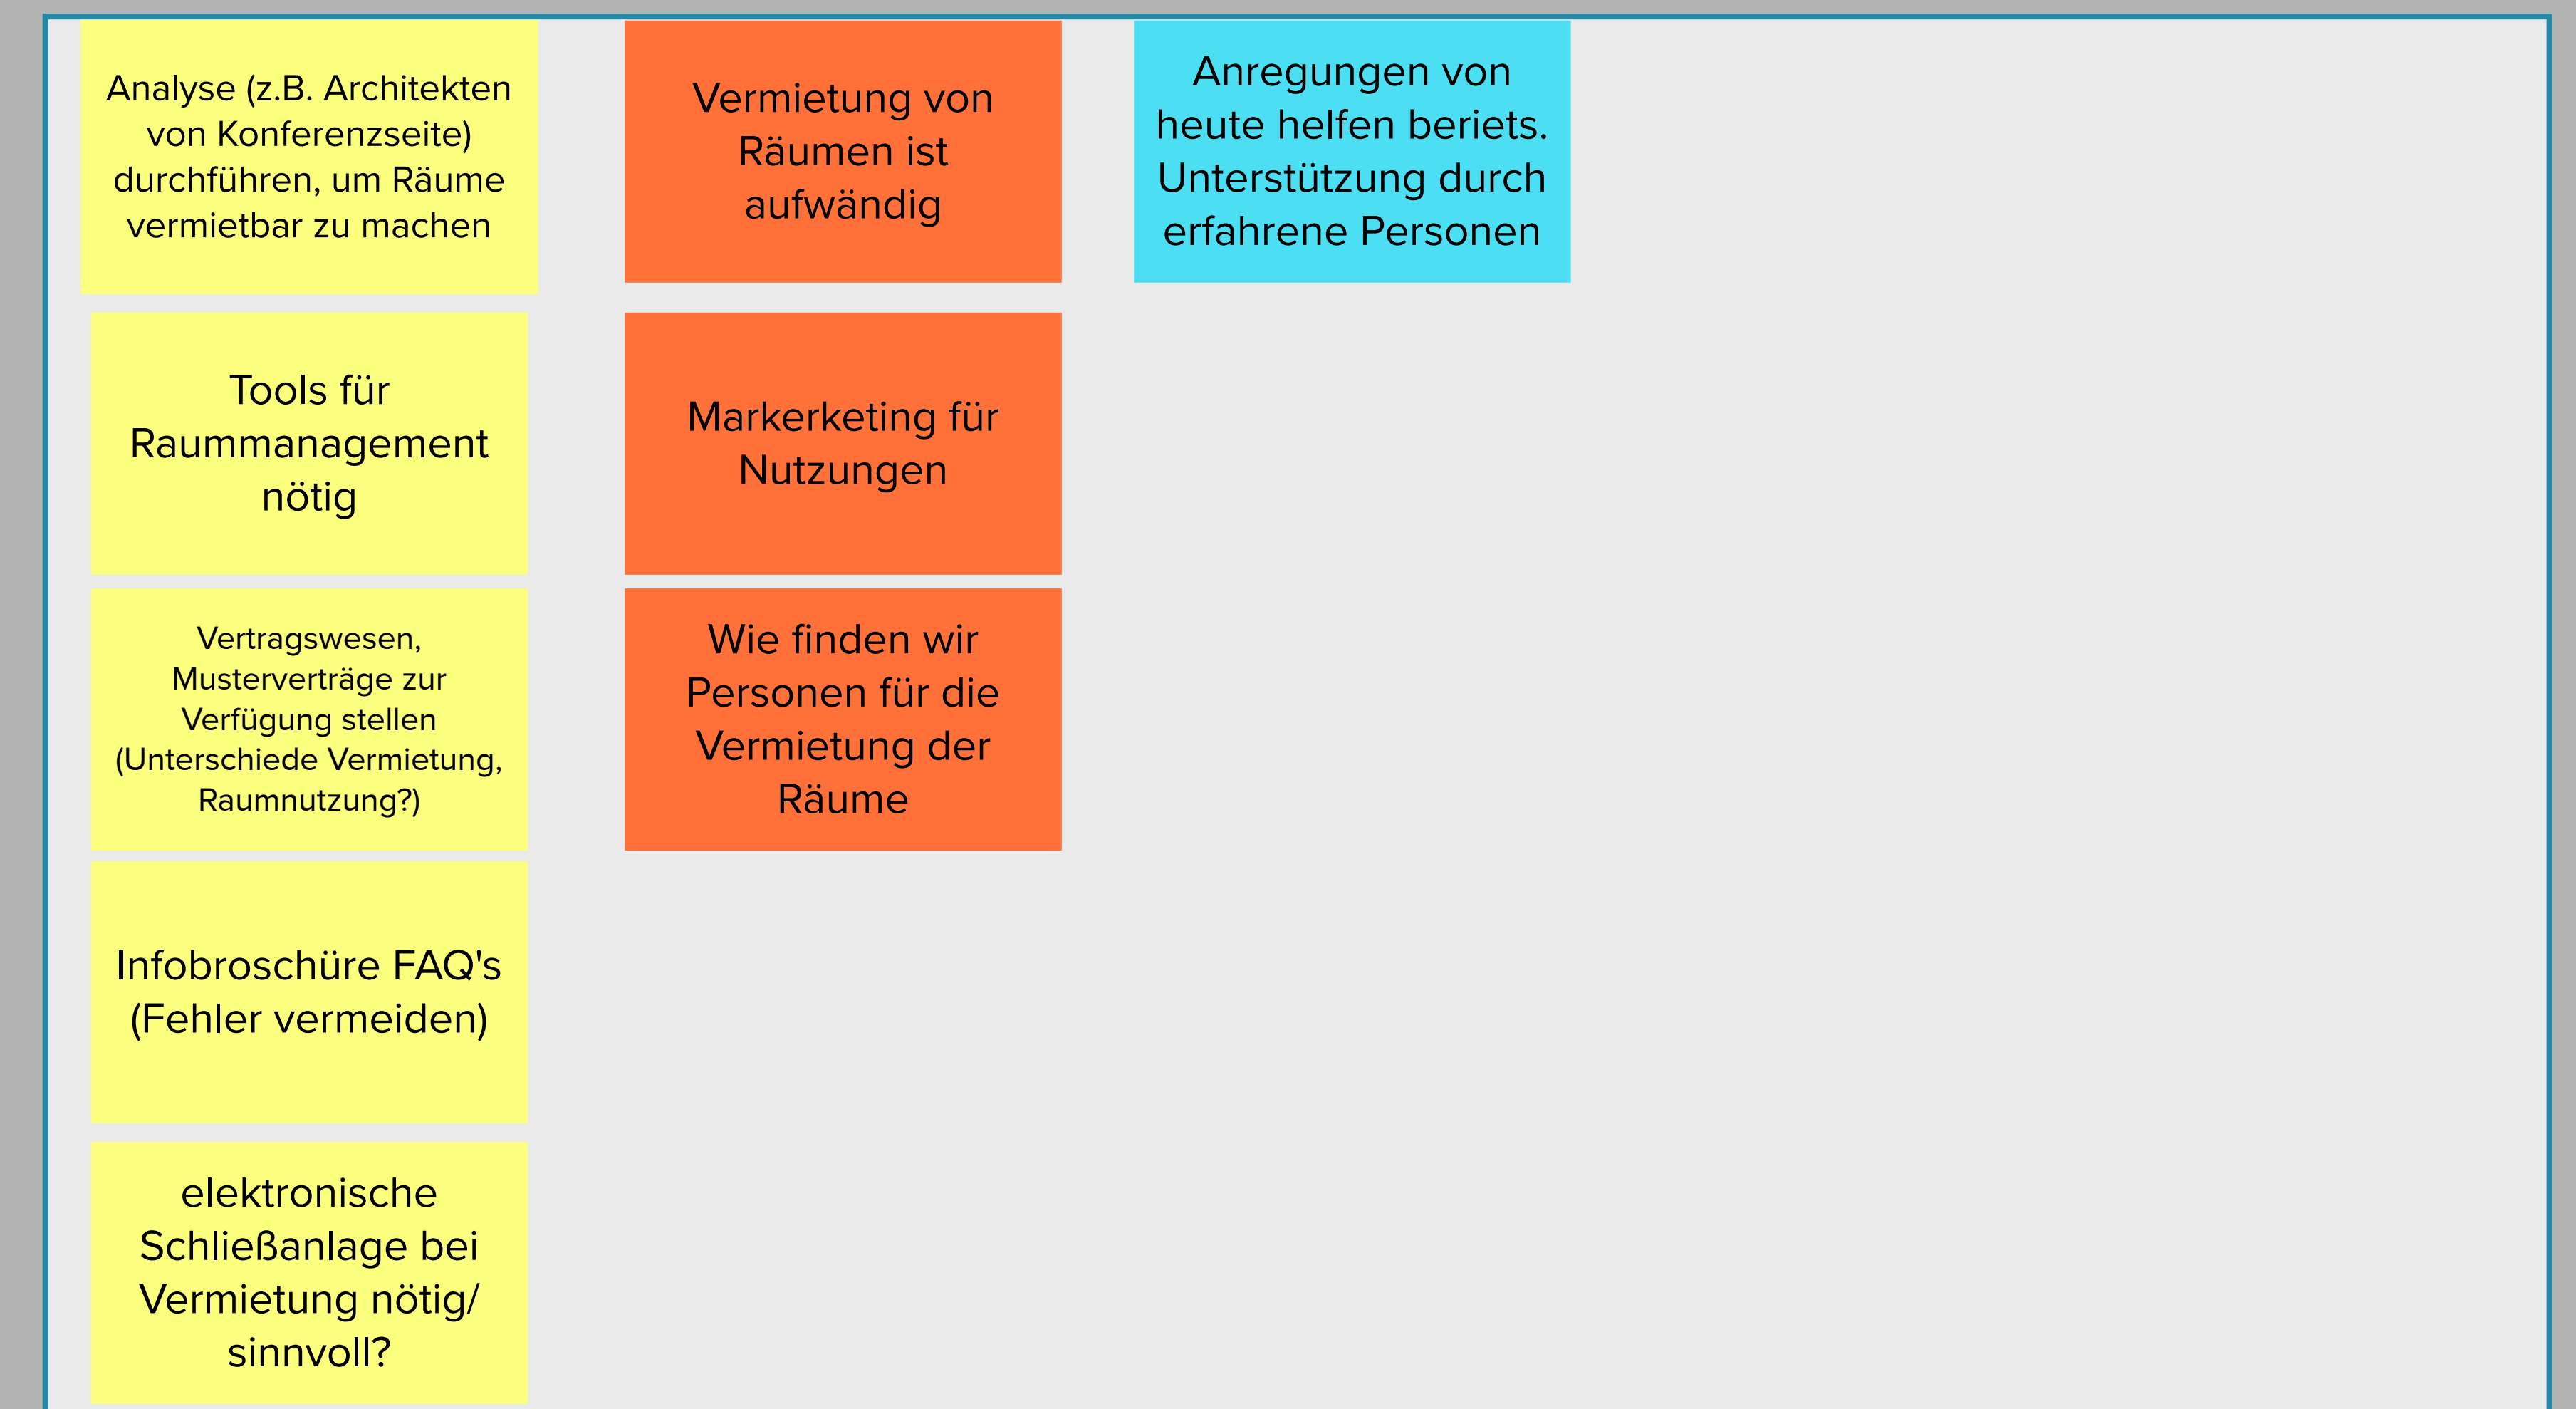 Analyse (z.B. Architekten
von Konferenzseite)
durchführen, um Räume
vermietbar zu machen
Tools für
Raummanagement
nötig
Vertragswesen,
Musterverträge zur
Verfügung stellen
(Unterschiede Vermietung,
Raumnutzung?)
Infobroschüre FAQ's
(Fehler vermeiden)
elektronische
Schließanlage bei
Vermietung nötig/
sinnvoll?
Vermietung von
Räumen ist
aufwändig
Markerketing für
Nutzungen
Wie finden wir
Personen für die
Vermietung der
Räume
Anregungen von
heute helfen beriets.
Unterstützung durch
erfahrene Personen